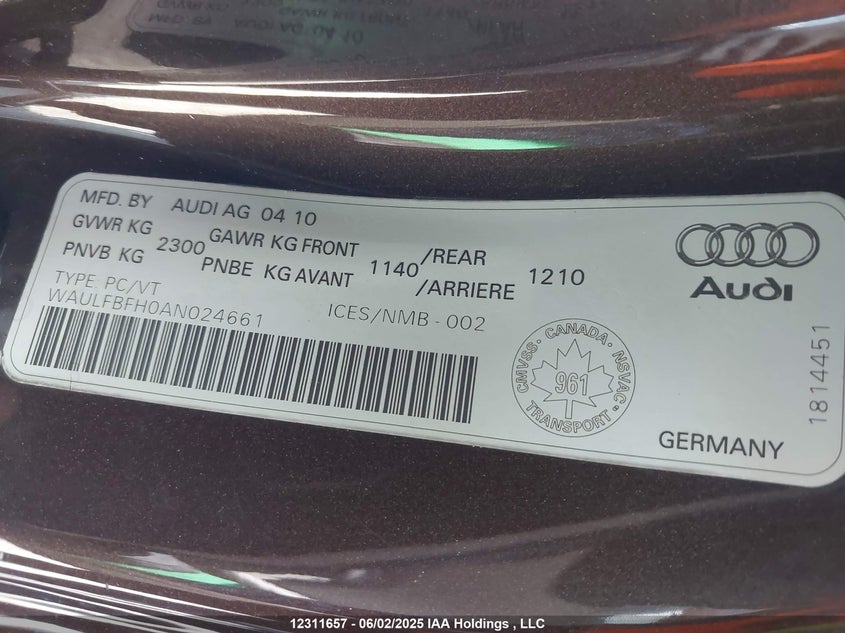 MFD. BY AUDI AG 04 10
GVWR KG 2300 GAWR KG FRONT 1140 /REAR 1210
PNVB KG PNBE KG AVANT /ARRIERE
TYPE: PC/VT
WAULFBFH0AN024661 ICES/NMB - 002
CMVSS. CANADA. NSVAC
961
TRANSPORT
Audi
1814451
GERMANY
12311657 - 06/02/2025 IAA Holdings , LLC